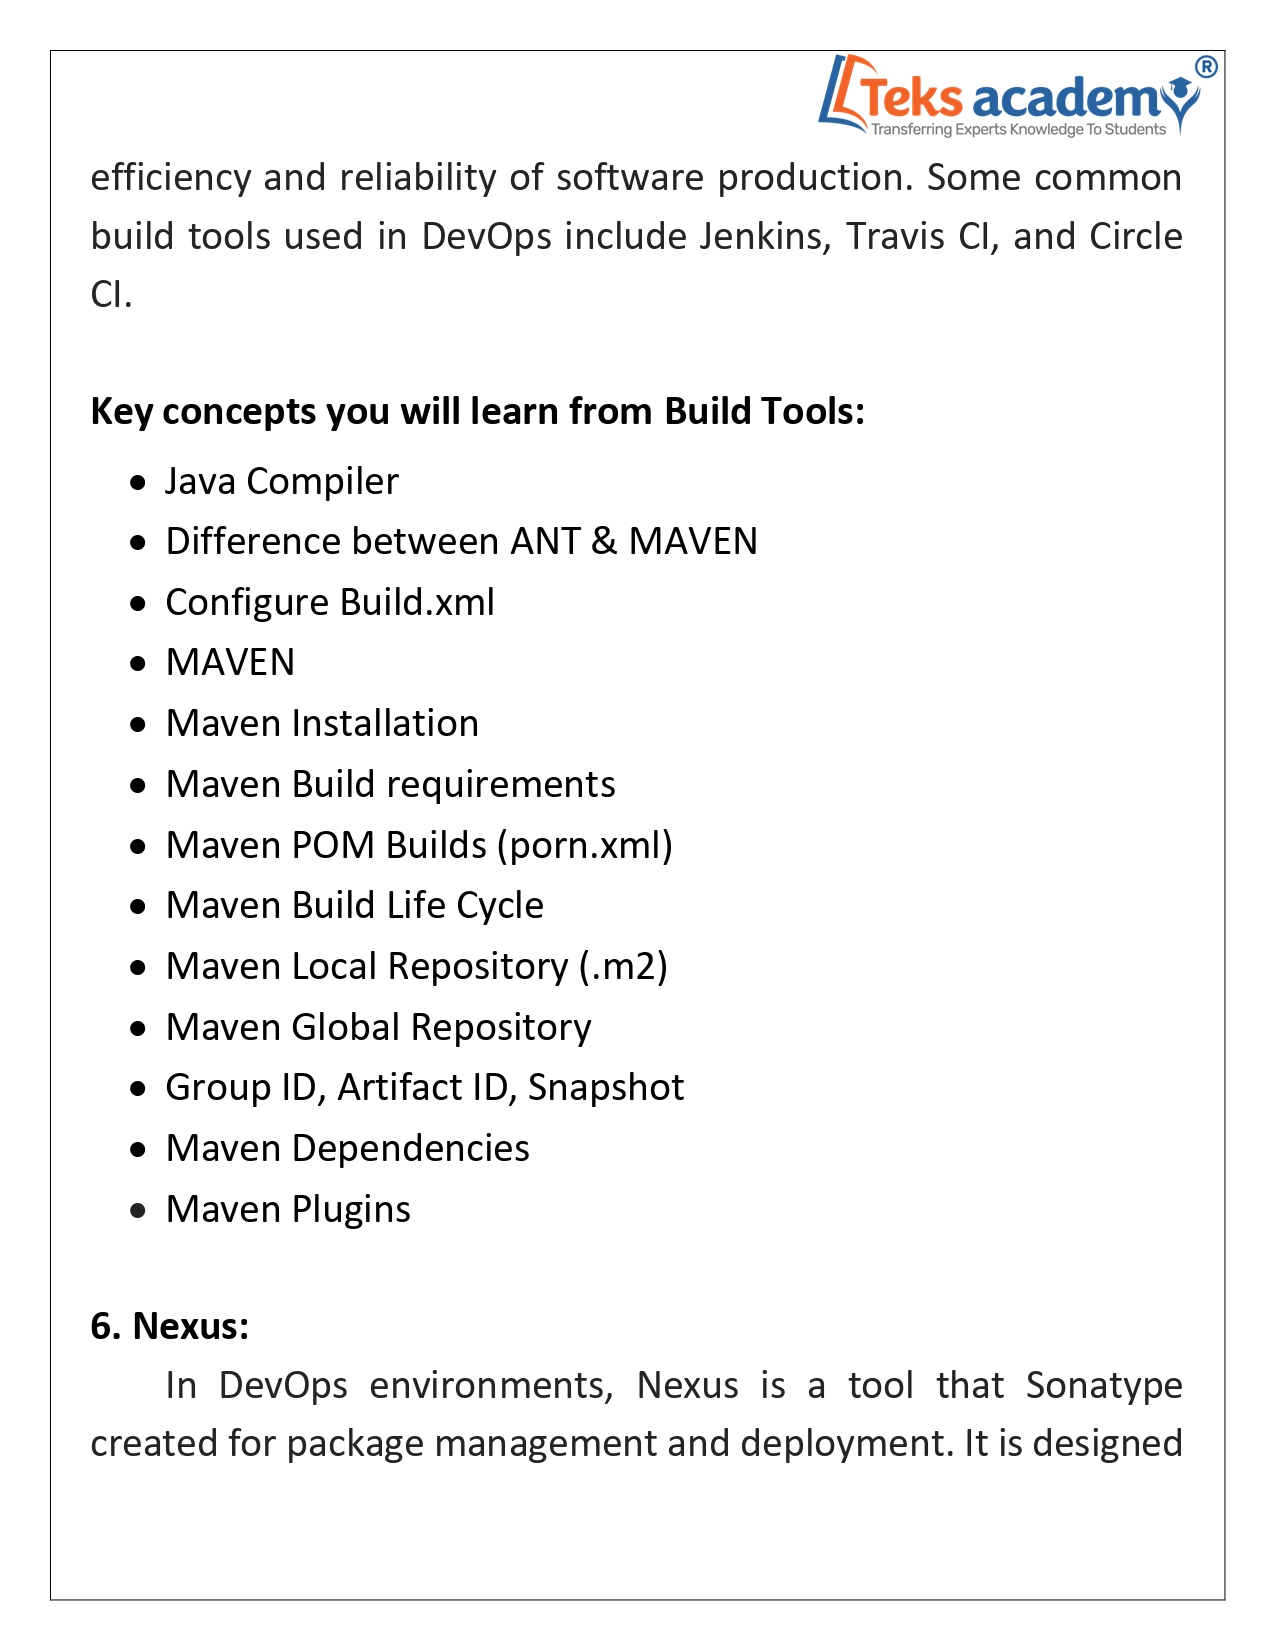 Teks academy ®
Transferring Experts Knowledge To Students
efficiency and reliability of software production. Some common
build tools used in DevOps include Jenkins, Travis CI, and Circle
CI.
Key concepts you will learn from Build Tools:
• Java Compiler
• Difference between ANT & MAVEN
• Configure Build.xml
• MAVEN
• Maven Installation
• Maven Build requirements
• Maven POM Builds (porn.xml)
• Maven Build Life Cycle
• Maven Local Repository (.m2)
• Maven Global Repository
• Group ID, Artifact ID, Snapshot
• Maven Dependencies
• Maven Plugins
6. Nexus:
In DevOps environments, Nexus is a tool that Sonatype
created for package management and deployment. It is designed